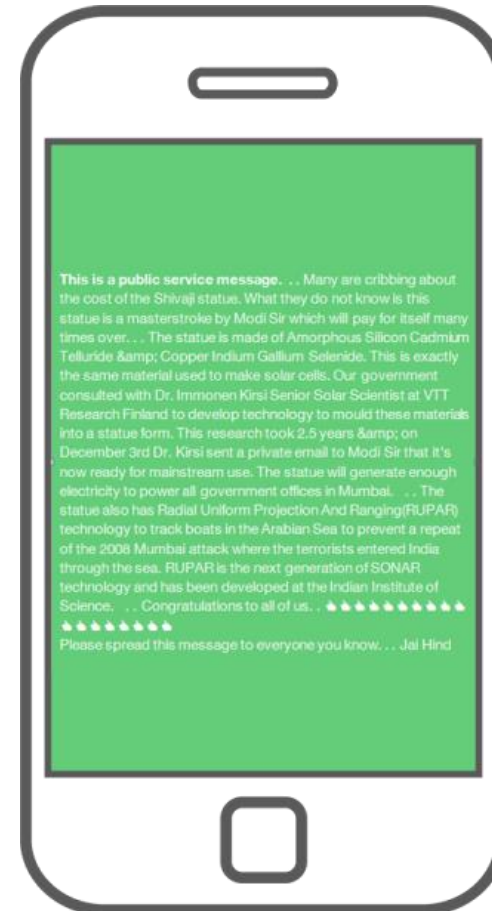 This is a public service message. . . Many are cribbing about
the cost of the Shivaji statue. What they do not know is this
statue is a masterstroke by Modi Sir which will pay for itself many
times over. . . The statue is made of Amorphous Silicon Cadmium
Telluride &amp; Copper Indium Gallium Selenide. This is exactly
the same material used to make solar cells. Our government
consulted with Dr. Immonen Kirsi Senior Solar Scientist at VTT
Research Finland to develop technology to mould these materials
into a statue form. This research took 2.5 years &amp; on
December 3rd Dr. Kirsi sent a private email to Modi Sir that it's
now ready for mainstream use. The statue will generate enough
electricity to power all government offices in Mumbai. . . The
statue also has Radial Uniform Projection And Ranging(RUPAR)
technology to track boats in the Arabian Sea to prevent a repeat
of the 2008 Mumbai attack where the terrorists entered India
through the sea. RUPAR is the next generation of SONAR
technology and has been developed at the Indian Institute of
Science. . . Congratulations to all of us. . 👍👍👍👍👍👍👍👍👍👍
👍👍👍👍👍👍👍👍
Please spread this message to everyone you know. . . Jai Hind